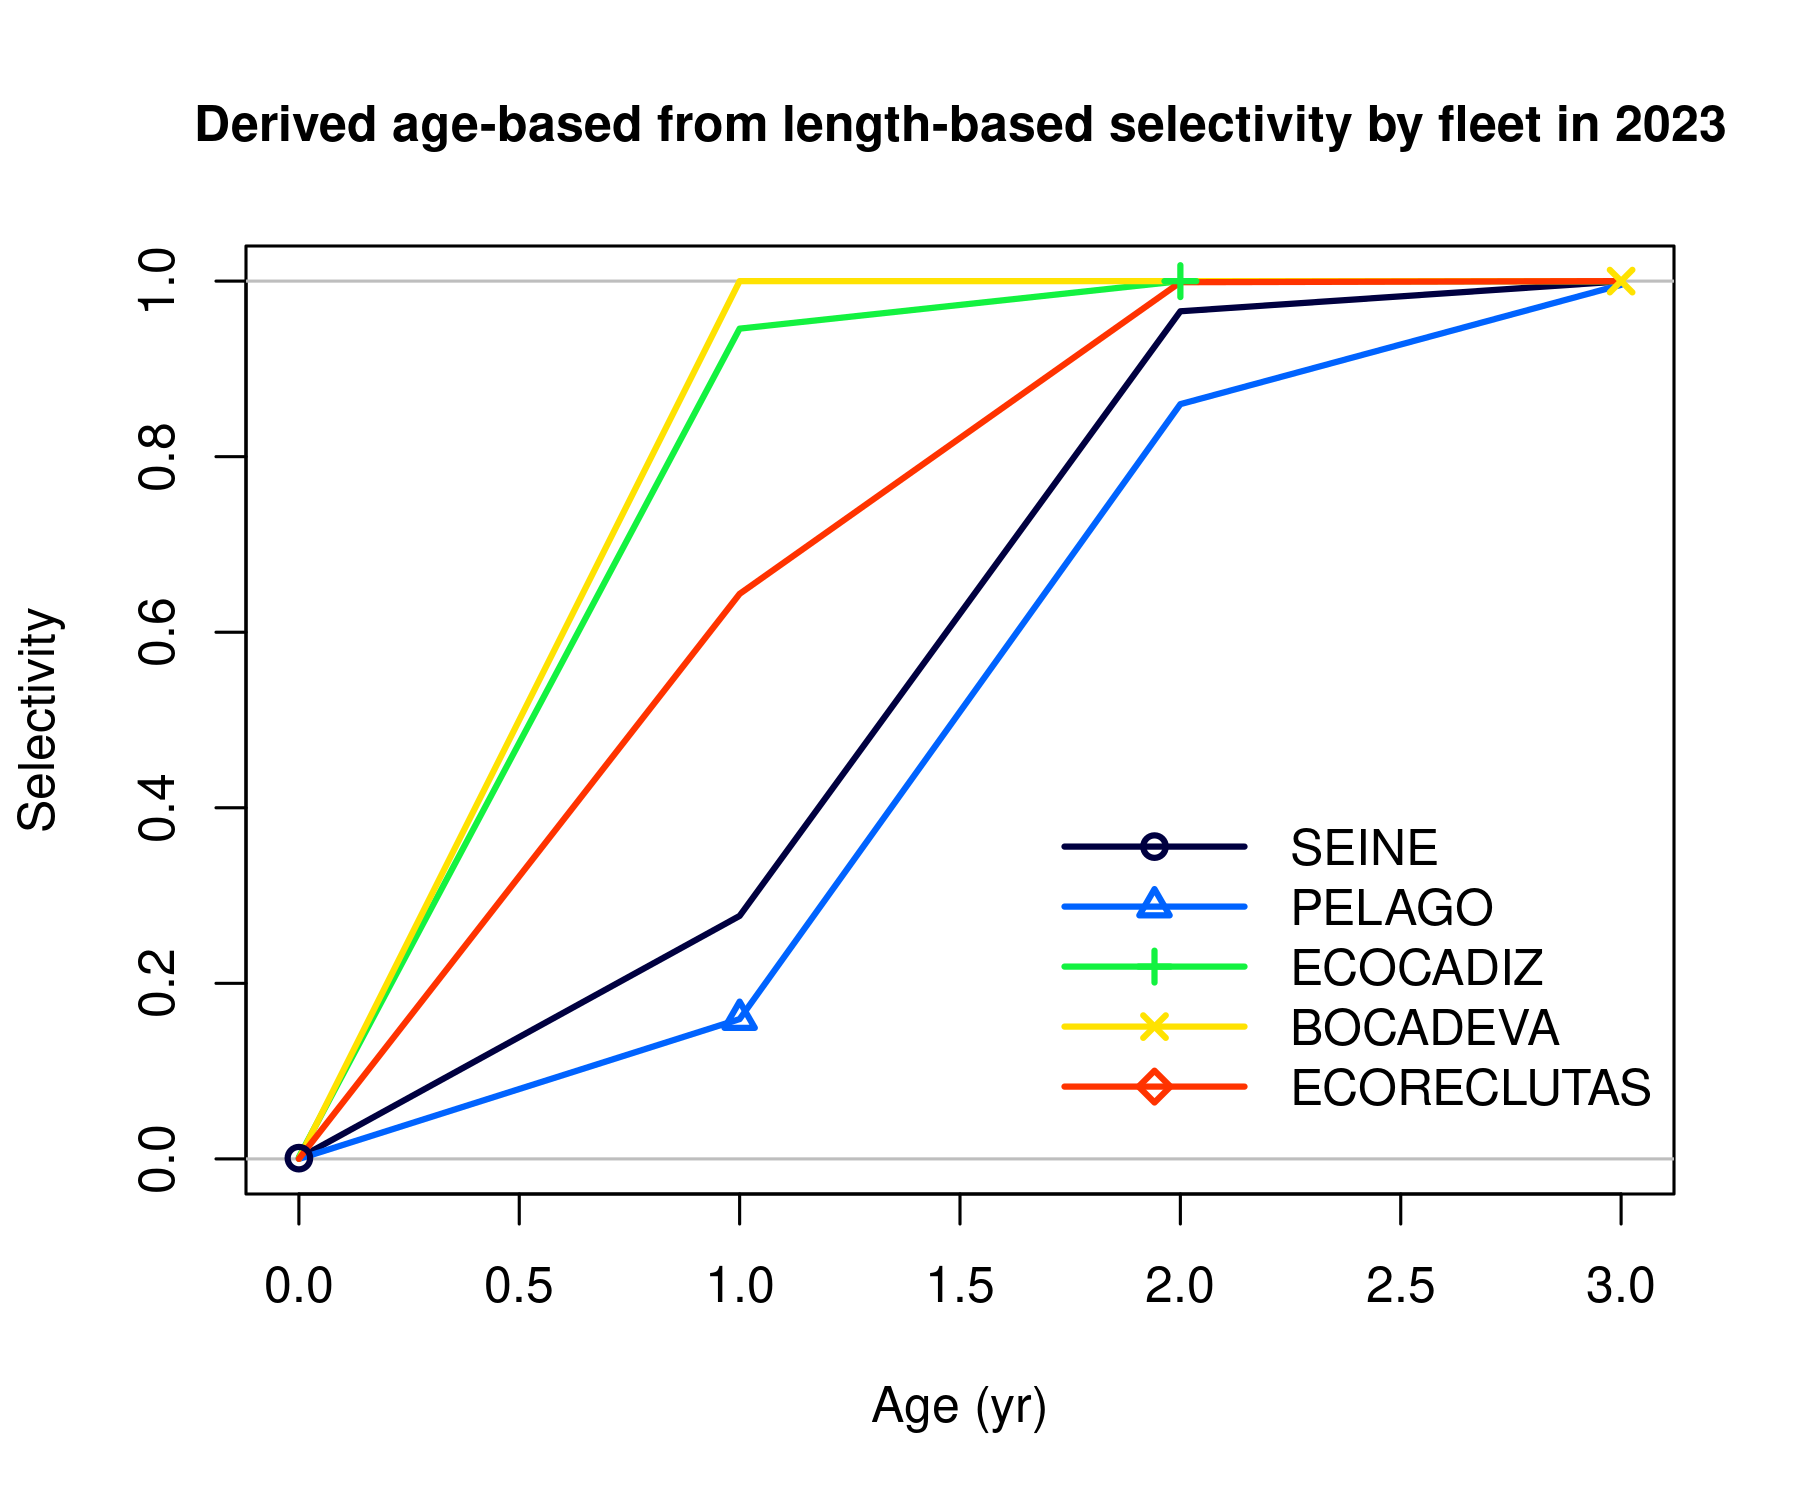 Derived age-based from length-based selectivity by fleet in 2023
Selectivity
1.0
0.8
0.6
0.4
0.2
0.0
SEINE
PELAGO
ECOCADIZ
BOCADEVA
ECORECLUTAS
0.0 0.5 1.0 1.5 2.0 2.5 3.0
Age (yr)